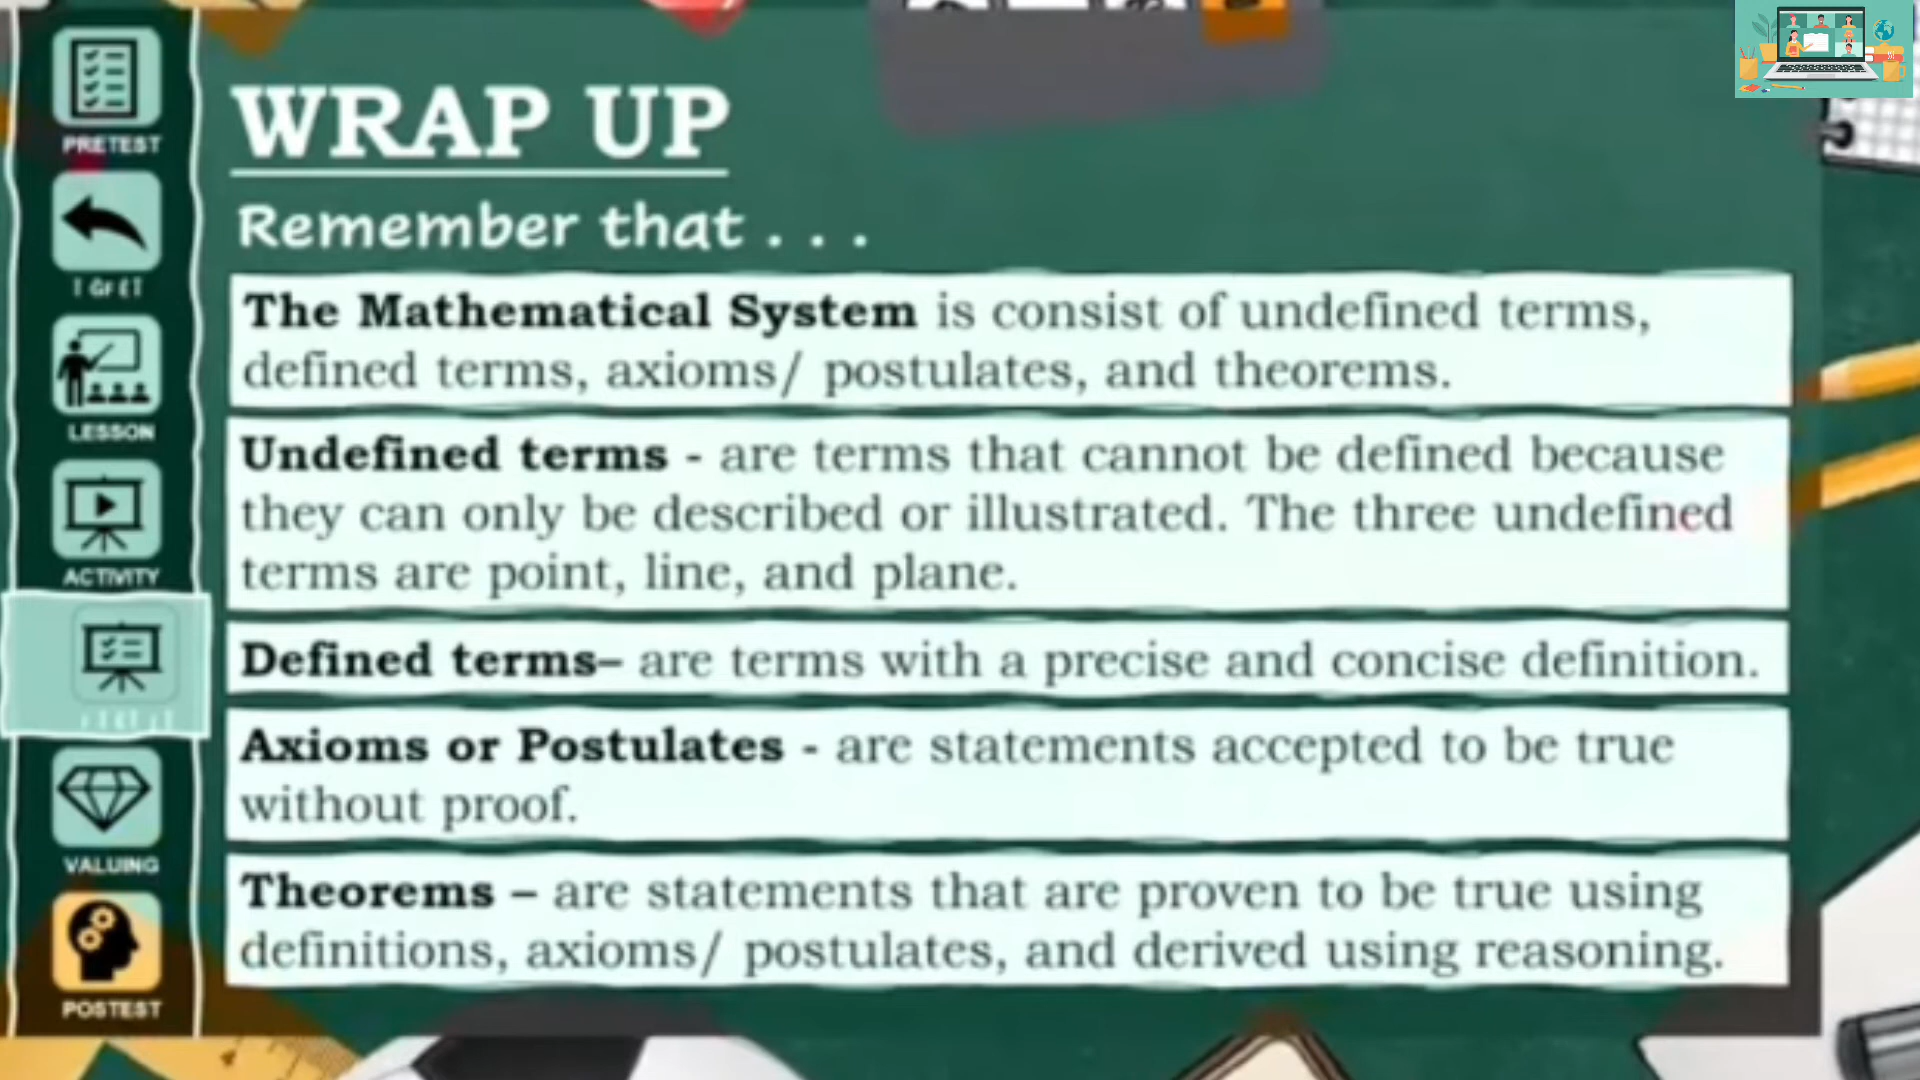 PRETEST
LESSON
ACTIVITY
VALUING
POSTEST
WRAP UP
Remember that . . .
The Mathematical System is consist of undefined terms,
defined terms, axioms/ postulates, and theorems.
Undefined terms - are terms that cannot be defined because
they can only be described or illustrated. The three undefined
terms are point, line, and plane.
Defined terms– are terms with a precise and concise definition.
Axioms or Postulates - are statements accepted to be true
without proof.
Theorems – are statements that are proven to be true using
definitions, axioms/ postulates, and derived using reasoning.